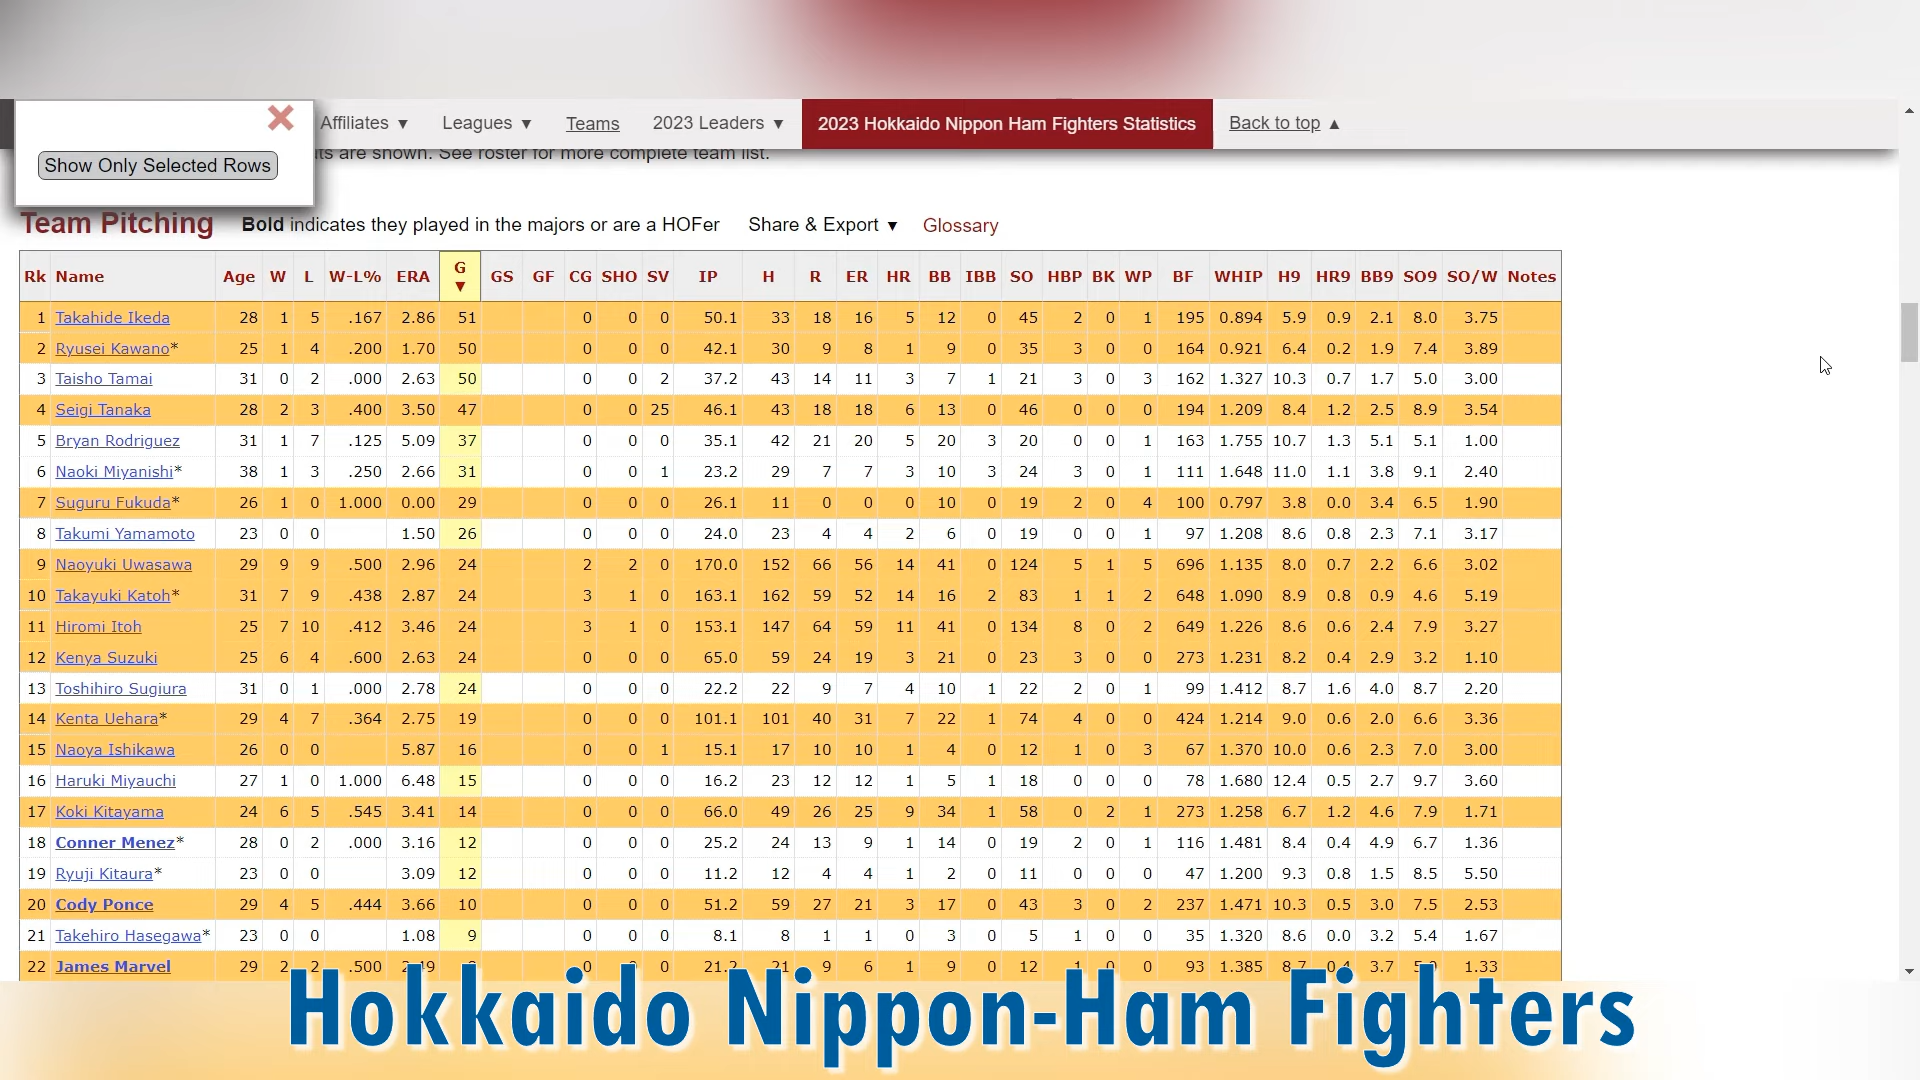 Affiliates ▼ Leagues ▼ Teams 2023 Leaders ▼ 2023 Hokkaido Nippon Ham Fighters Statistics Back to top ▲
Show Only Selected Rows
are shown. See roster for more complete team list.
Team Pitching Bold indicates they played in the majors or are a HOFer Share & Export ▼ Glossary
Rk Name Age W L W-L% ERA G ▼ GS GF CG SHO SV IP H R ER HR BB IBB SO HBP BK WP BF WHIP H9 HR9 BB9 SO9 SO/W Notes
1 Takahide Ikeda 28 1 5 .167 2.86 51 0 0 0 50.1 33 18 16 5 12 0 45 2 0 1 195 0.894 5.9 0.9 2.1 8.0 3.75
2 Ryusei Kawano* 25 1 4 .200 1.70 50 0 0 0 42.1 30 9 8 1 9 0 35 3 0 0 164 0.921 6.4 0.2 1.9 7.4 3.89
3 Taisho Tamai 31 0 2 .000 2.63 50 0 0 2 37.2 43 14 11 3 7 1 21 3 0 3 162 1.327 10.3 0.7 1.7 5.0 3.00
4 Seigi Tanaka 28 2 3 .400 3.50 47 0 0 25 46.1 43 18 18 6 13 0 46 0 0 0 194 1.209 8.4 1.2 2.5 8.9 3.54
5 Bryan Rodriguez 31 1 7 .125 5.09 37 0 0 0 35.1 42 21 20 5 20 3 20 0 0 1 163 1.755 10.7 1.3 5.1 5.1 1.00
6 Naoki Miyanishi* 38 1 3 .250 2.66 31 0 0 1 23.2 29 7 7 3 10 3 24 3 0 1 111 1.648 11.0 1.1 3.8 9.1 2.40
7 Suguru Fukuda* 26 1 0 1.000 0.00 29 0 0 0 26.1 11 0 0 0 10 0 19 2 0 4 100 0.797 3.8 0.0 3.4 6.5 1.90
8 Takumi Yamamoto 23 0 0 1.50 26 0 0 0 24.0 23 4 4 2 6 0 19 0 0 1 97 1.208 8.6 0.8 2.3 7.1 3.17
9 Naoyuki Uwasawa 29 9 9 .500 2.96 24 2 2 0 170.0 152 66 56 14 41 0 124 5 1 5 696 1.135 8.0 0.7 2.2 6.6 3.02
10 Takayuki Katoh* 31 7 9 .438 2.87 24 3 1 0 163.1 162 59 52 14 16 2 83 1 1 2 648 1.090 8.9 0.8 0.9 4.6 5.19
11 Hiromi Itoh 25 7 10 .412 3.46 24 3 1 0 153.1 147 64 59 11 41 0 134 8 0 2 649 1.226 8.6 0.6 2.4 7.9 3.27
12 Kenya Suzuki 25 6 4 .600 2.63 24 0 0 0 65.0 59 24 19 3 21 0 23 3 0 0 273 1.231 8.2 0.4 2.9 3.2 1.10
13 Toshihiro Sugiura 31 0 1 .000 2.78 24 0 0 0 22.2 22 9 7 4 10 1 22 2 0 1 99 1.412 8.7 1.6 4.0 8.7 2.20
14 Kenta Uehara* 29 4 7 .364 2.75 19 0 0 0 101.1 101 40 31 7 22 1 74 4 0 0 424 1.214 9.0 0.6 2.0 6.6 3.36
15 Naoya Ishikawa 26 0 0 5.87 16 0 0 1 15.1 17 10 10 1 4 0 12 1 0 3 67 1.370 10.0 0.6 2.3 7.0 3.00
16 Haruki Miyauchi 27 1 0 1.000 6.48 15 0 0 0 16.2 23 12 12 1 5 1 18 0 0 0 78 1.680 12.4 0.5 2.7 9.7 3.60
17 Koki Kitayama 24 6 5 .545 3.41 14 0 0 0 66.0 49 26 25 9 34 1 58 0 2 1 273 1.258 6.7 1.2 4.6 7.9 1.71
18 Conner Menez* 28 0 2 .000 3.16 12 0 0 0 25.2 24 13 9 1 14 0 19 2 0 1 116 1.481 8.4 0.4 4.9 6.7 1.36
19 Ryuji Kitaura* 23 0 0 3.09 12 0 0 0 11.2 12 4 4 1 2 0 11 0 0 0 47 1.200 9.3 0.8 1.5 8.5 5.50
20 Cody Ponce 29 4 5 .444 3.66 10 0 0 0 51.2 59 27 21 3 17 0 43 3 0 2 237 1.471 10.3 0.5 3.0 7.5 2.53
21 Takehiro Hasegawa* 23 0 0 1.08 9 0 0 0 8.1 8 1 1 0 3 0 5 1 0 0 35 1.320 8.6 0.0 3.2 5.4 1.67
22 James Marvel 29 2 2 .500 0 0 0 21.2 21 9 6 1 9 0 12 1 0 0 93 1.385 3.7 1.33
Hokkaido Nippon-Ham Fighters